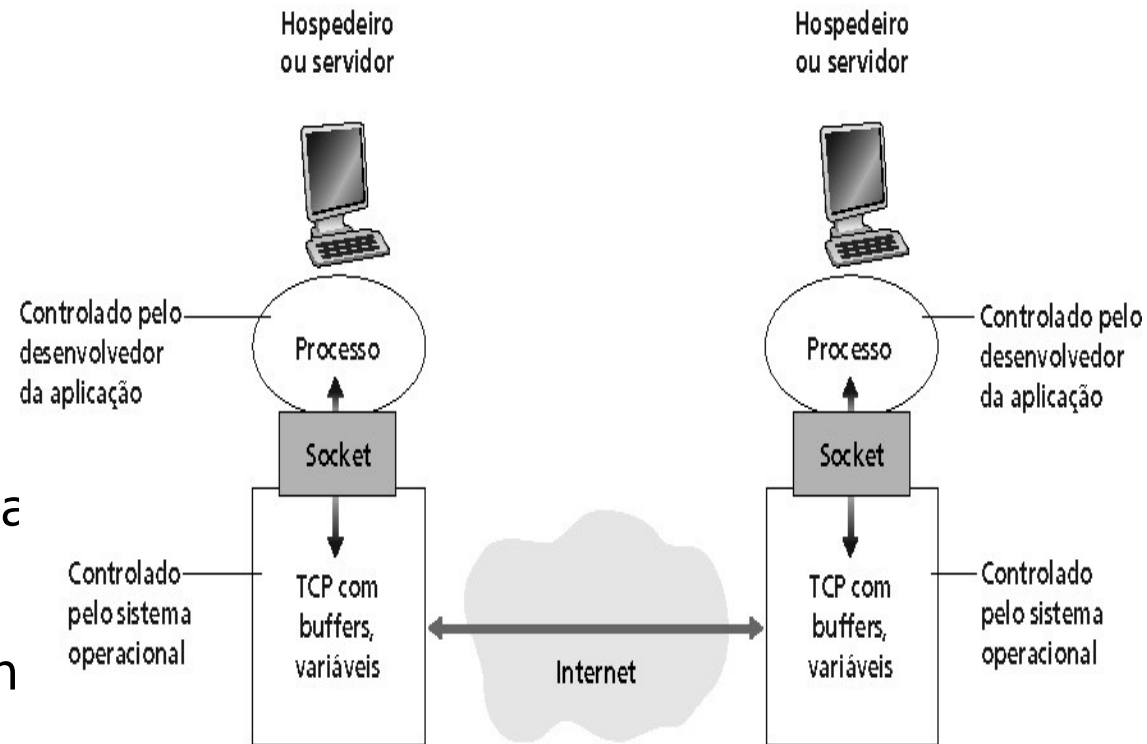 Hospedeiro
ou servidor
Hospedeiro
ou servidor
Controlado pelo
desenvolvedor
da aplicação
Processo
Processo
Controlado pelo
desenvolvedor
da aplicação
Socket
Socket
a
Controlado
pelo sistema
operacional
TCP com
buffers,
variáveis
Internet
TCP com
buffers,
variáveis
Controlado
pelo sistema
operacional